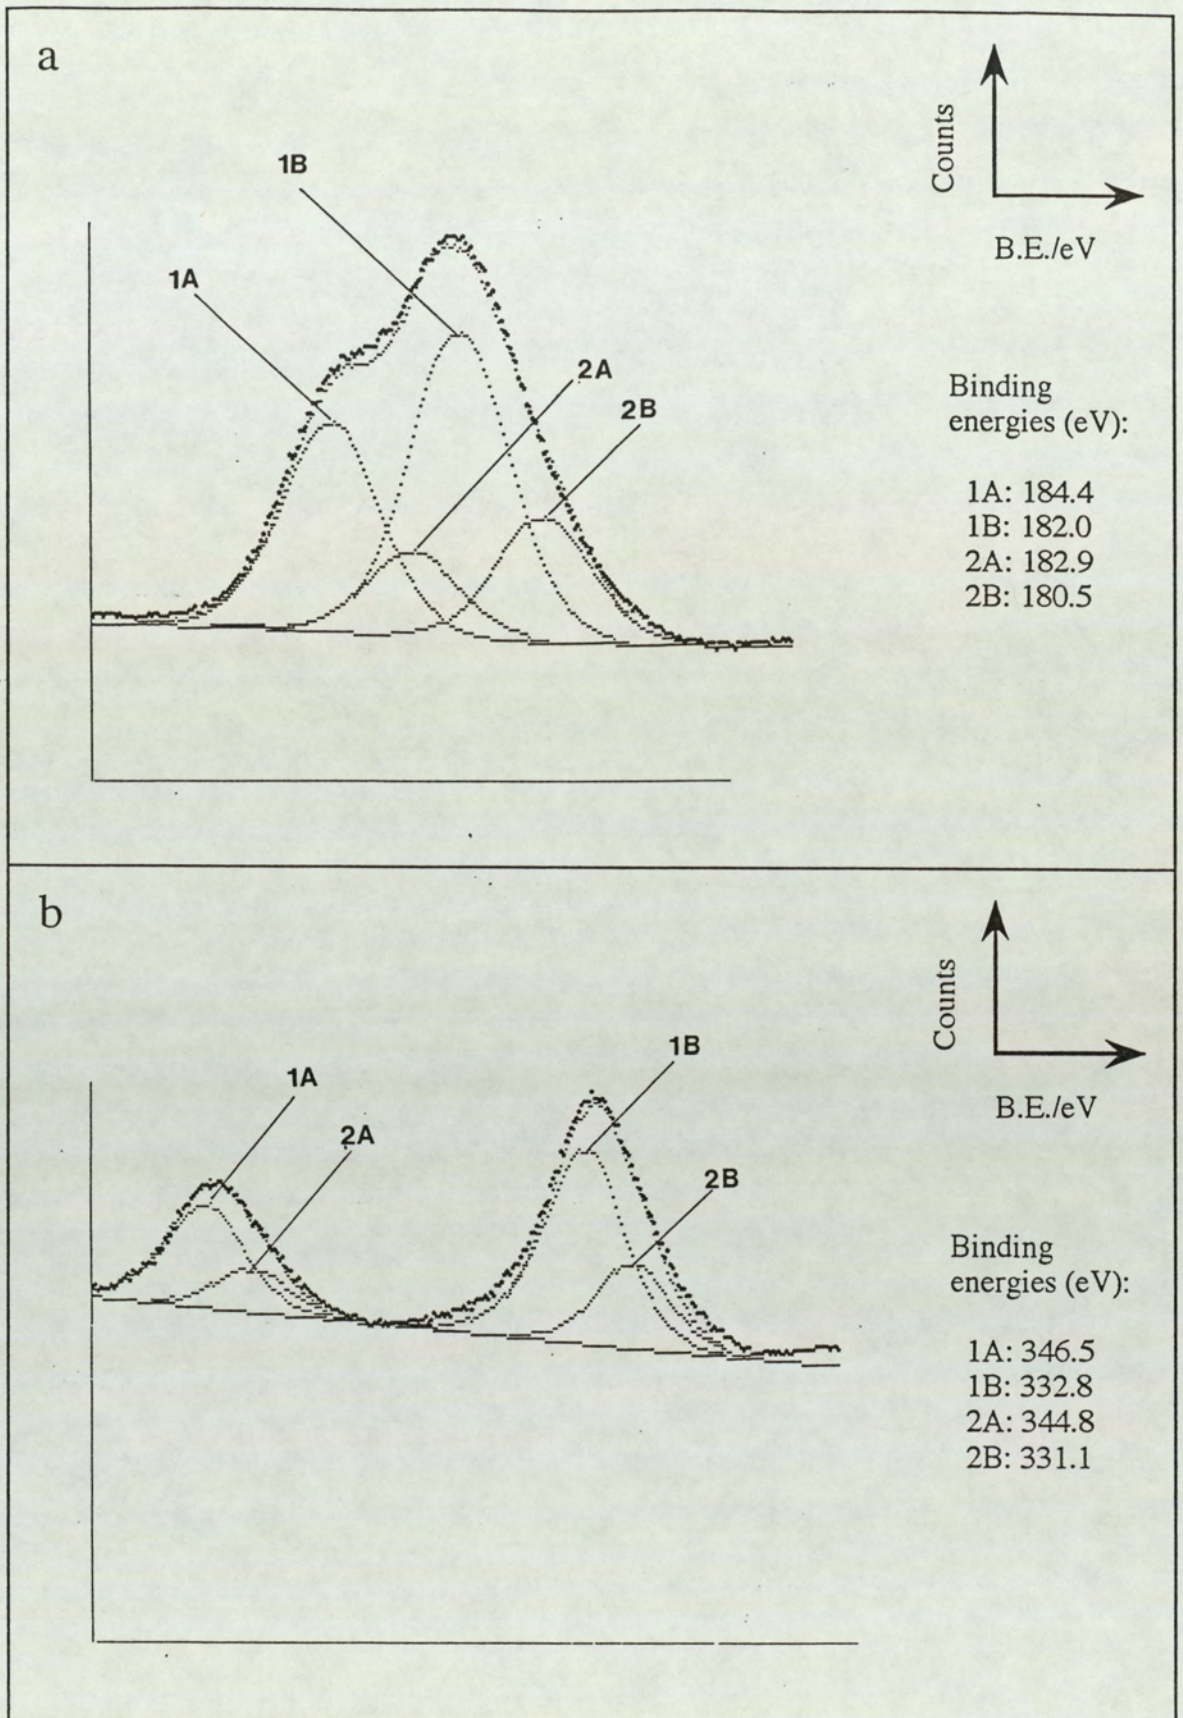 a
Counts
B.E./eV
1B
1A
2A
2B
Binding
energies (eV):
1A: 184.4
1B: 182.0
2A: 182.9
2B: 180.5
b
Counts
B.E./eV
1B
1A
2A
2B
Binding
energies (eV):
1A: 346.5
1B: 332.8
2A: 344.8
2B: 331.1